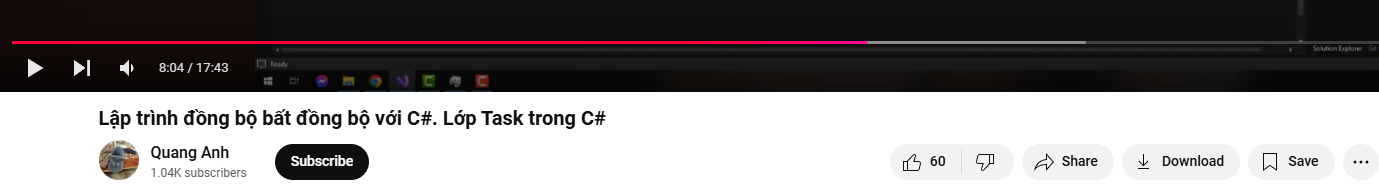 Solution Explorer Git
8:04 / 17:43
Ready
Lập trình đồng bộ bất đồng bộ với C#. Lớp Task trong C#
Quang Anh
1.04K subscribers
Subscribe
60
Share
Download
Save